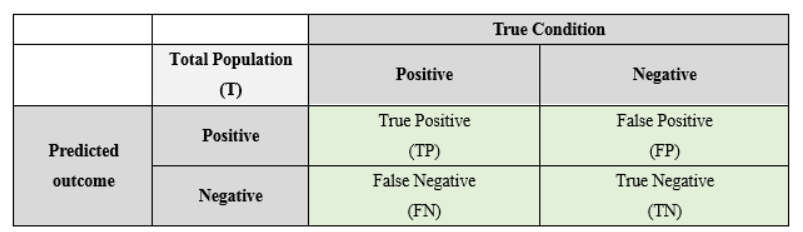 True Condition
Total Population
(T)
Positive
Negative
Predicted
outcome
Positive
True Positive
(TP)
False Positive
(FP)
Negative
False Negative
(FN)
True Negative
(TN)